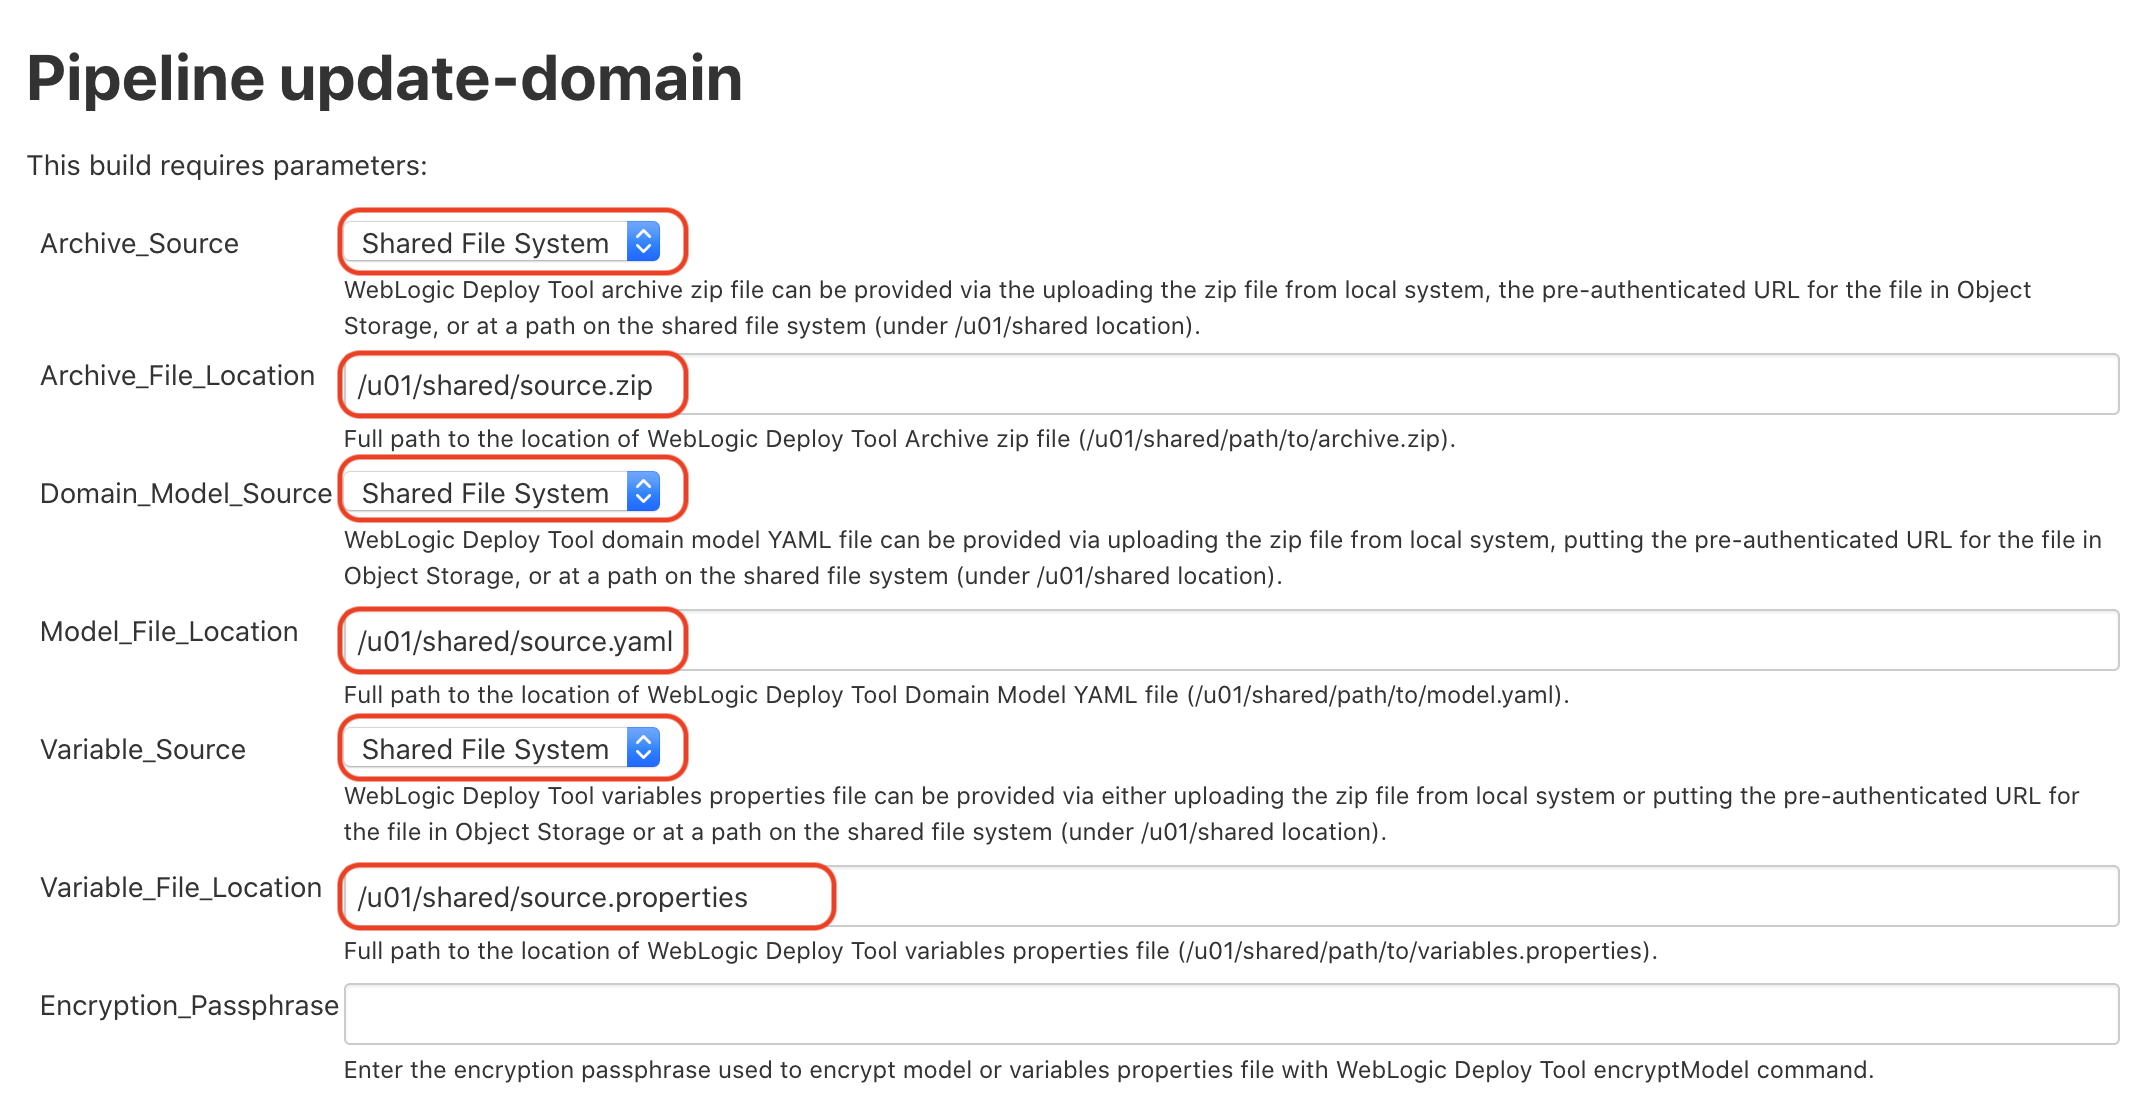 Pipeline update-domain
This build requires parameters:
Archive_Source
Shared File System
WebLogic Deploy Tool archive zip file can be provided via the uploading the zip file from local system, the pre-authenticated URL for the file in Object
Storage, or at a path on the shared file system (under /u01/shared location).
Archive_File_Location
/u01/shared/source.zip
Full path to the location of WebLogic Deploy Tool Archive zip file (/u01/shared/path/to/archive.zip).
Domain_Model_Source
Shared File System
WebLogic Deploy Tool domain model YAML file can be provided via uploading the zip file from local system, putting the pre-authenticated URL for the file in
Object Storage, or at a path on the shared file system (under /u01/shared location).
Model_File_Location
/u01/shared/source.yaml
Full path to the location of WebLogic Deploy Tool Domain Model YAML file (/u01/shared/path/to/model.yaml).
Variable_Source
Shared File System
WebLogic Deploy Tool variables properties file can be provided via either uploading the zip file from local system or putting the pre-authenticated URL for
the file in Object Storage or at a path on the shared file system (under /u01/shared location).
Variable_File_Location
/u01/shared/source.properties
Full path to the location of WebLogic Deploy Tool variables properties file (/u01/shared/path/to/variables.properties).
Encryption_Passphrase
Enter the encryption passphrase used to encrypt model or variables properties file with WebLogic Deploy Tool encryptModel command.